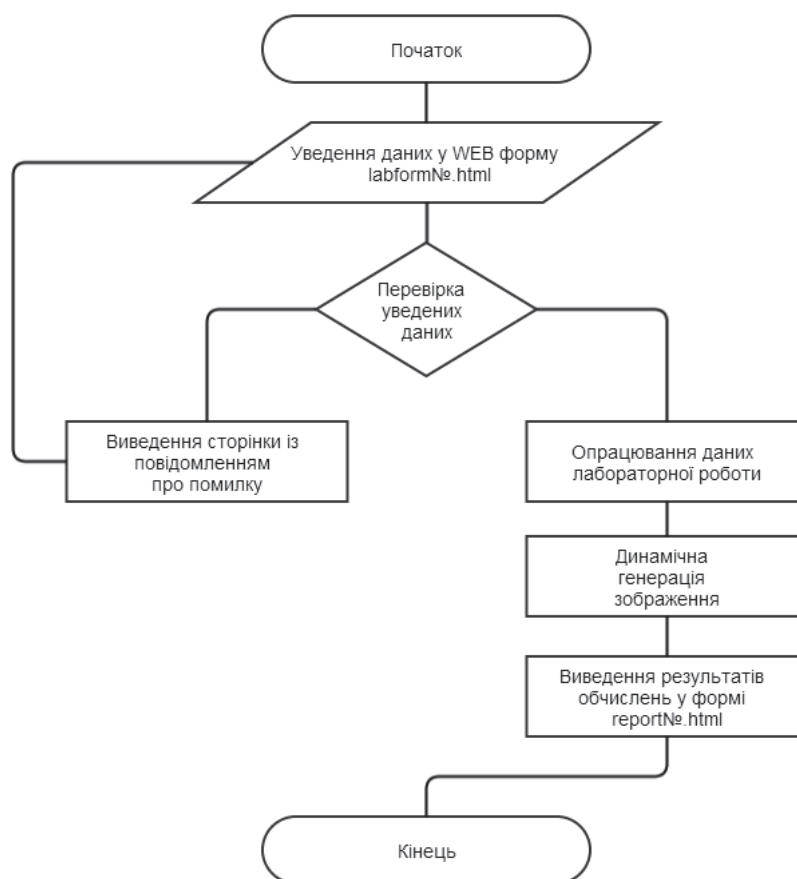 Початок
Уведення даних у WEB форму
labform№.html
Перевірка
уведених
даних
Виведення сторінки із
повідомленням
про помилку
Опрацювання даних
лабораторної роботи
Динамічна
генерація
зображення
Виведення результатів
обчислень у формі
report№.html
Кінець